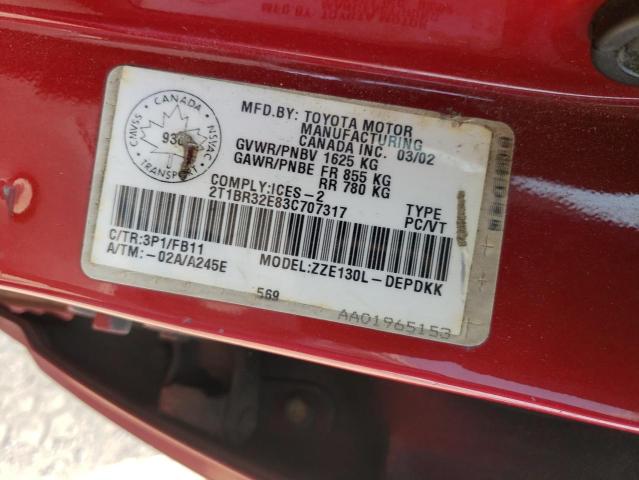 CANADA
CMVSS NVSAC
930
TRANSPORT
MFD.BY: TOYOTA MOTOR
MANUFACTURING
CANADA INC. 03/02
GVWR/PNBV 1625 KG
GAWR/PNBE FR 855 KG
RR 780 KG
COMPLY:ICES-2
2T1BR32E83C707317
TYPE
PC/VT
C/TR:3P1/FB11
A/TM:-02A/A245E
MODEL:ZZE130L-DEPDKK
569
AA01965153